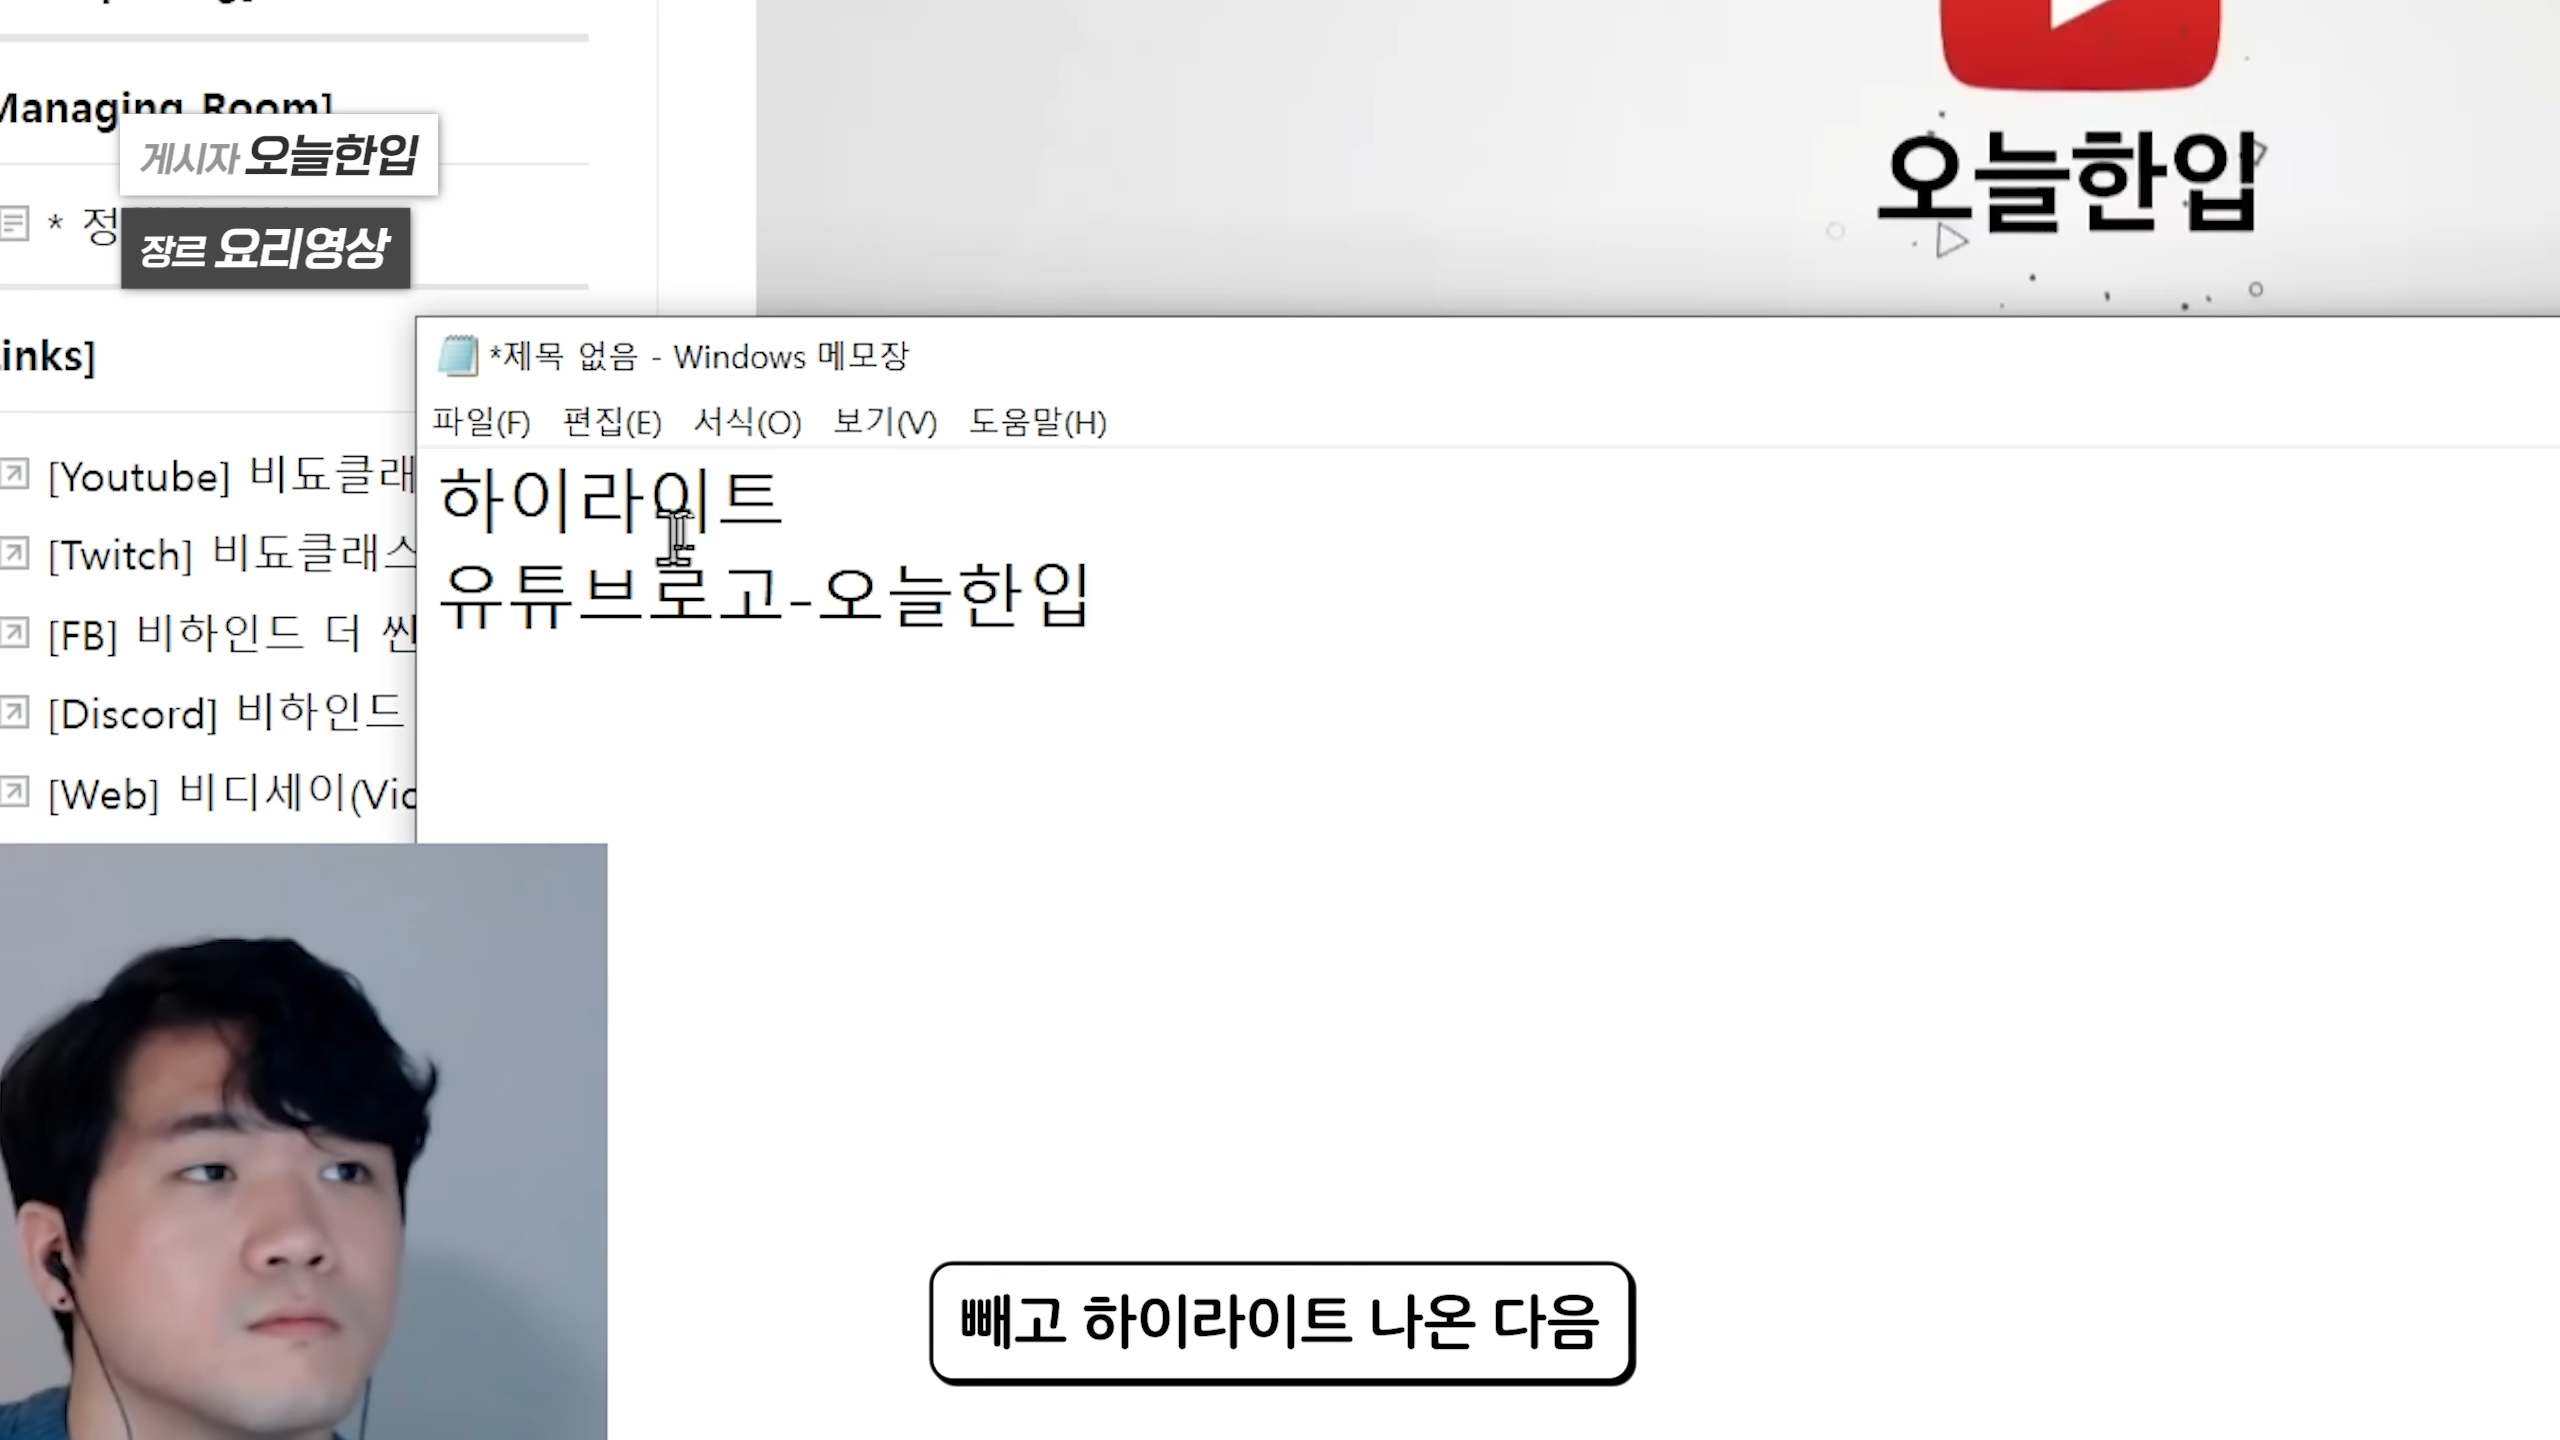 Managing Room]
게시자 오늘한입
* 정
장르 요리영상
inks]
[Youtube] 비됴클래
[Twitch] 비됴클래스
[FB] 비하인드 더 씬
[Discord] 비하인드
[Web] 비디세이(Vid
오늘한입
*제목 없음 - Windows 메모장
파일(F) 편집(E) 서식(O) 보기(V) 도움말(H)
하이라이트
유튜브로고-오늘한입
빼고 하이라이트 나온 다음